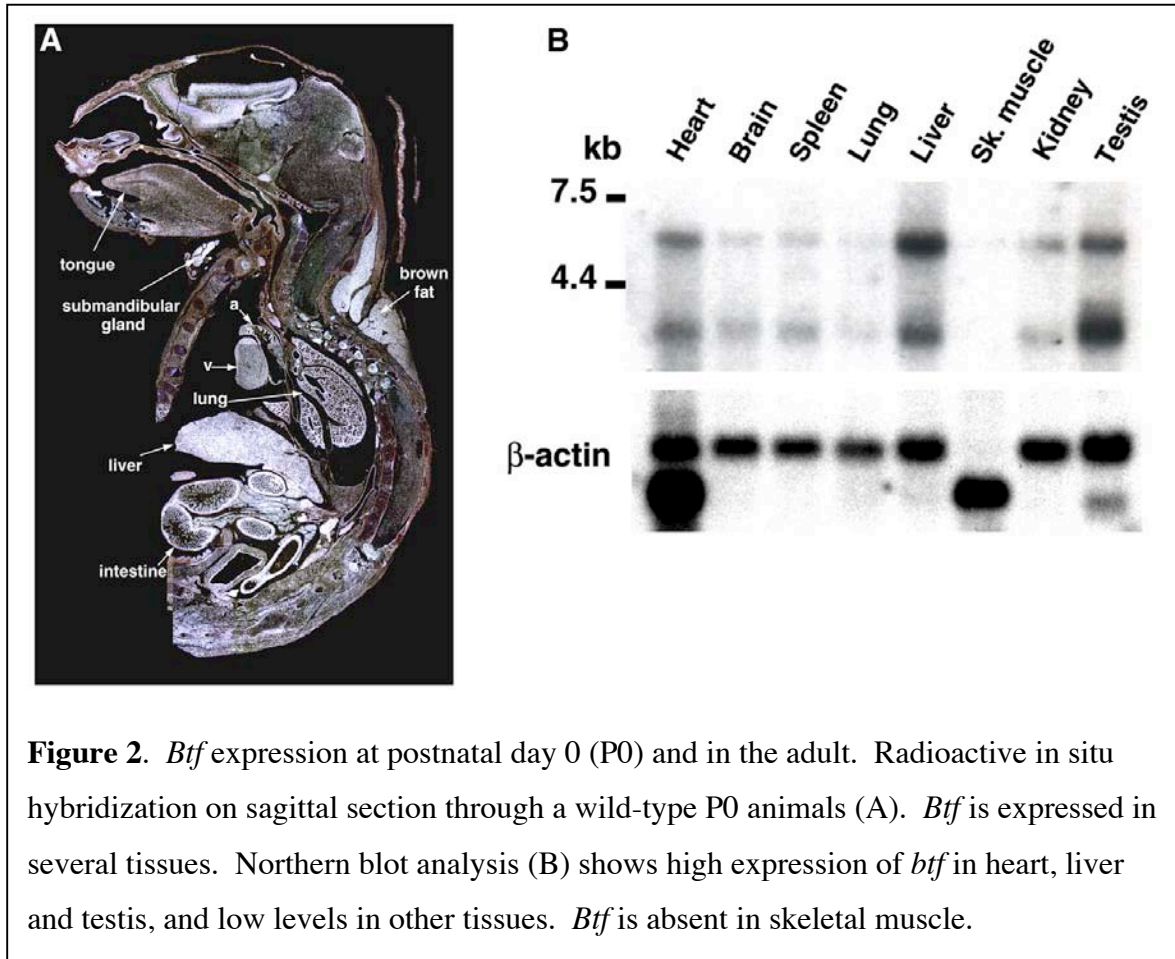 A
tongue
submandibular
gland
a
v
lung
liver
intestine
brown
fat
B
Heart
Brain
Spleen
Lung
Liver
Sk. muscle
Kidney
Testis
kb
7.5
4.4
β-actin
Figure 2. Btf expression at postnatal day 0 (P0) and in the adult. Radioactive in situ
hybridization on sagittal section through a wild-type P0 animals (A). Btf is expressed in
several tissues. Northern blot analysis (B) shows high expression of btf in heart, liver
and testis, and low levels in other tissues. Btf is absent in skeletal muscle.